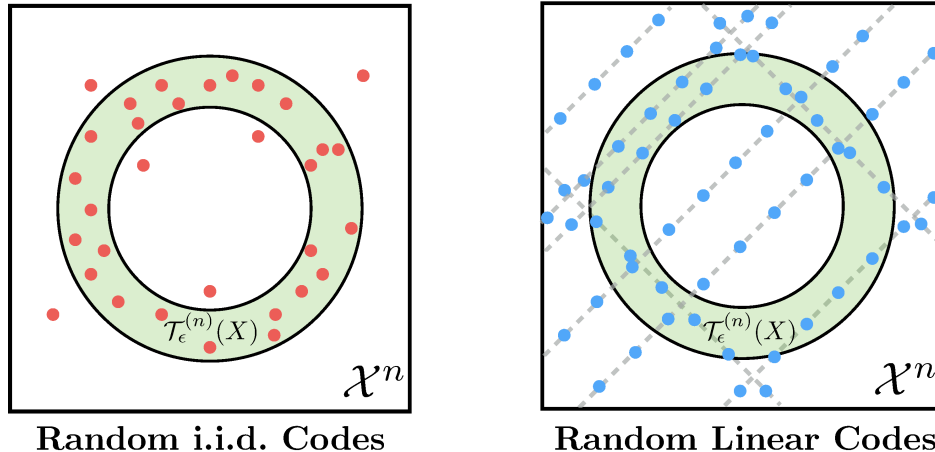 𝒯_ϵ^(n)(X)
𝒳^n
Random i.i.d. Codes
𝒯_ϵ^(n)(X)
𝒳^n
Random Linear Codes